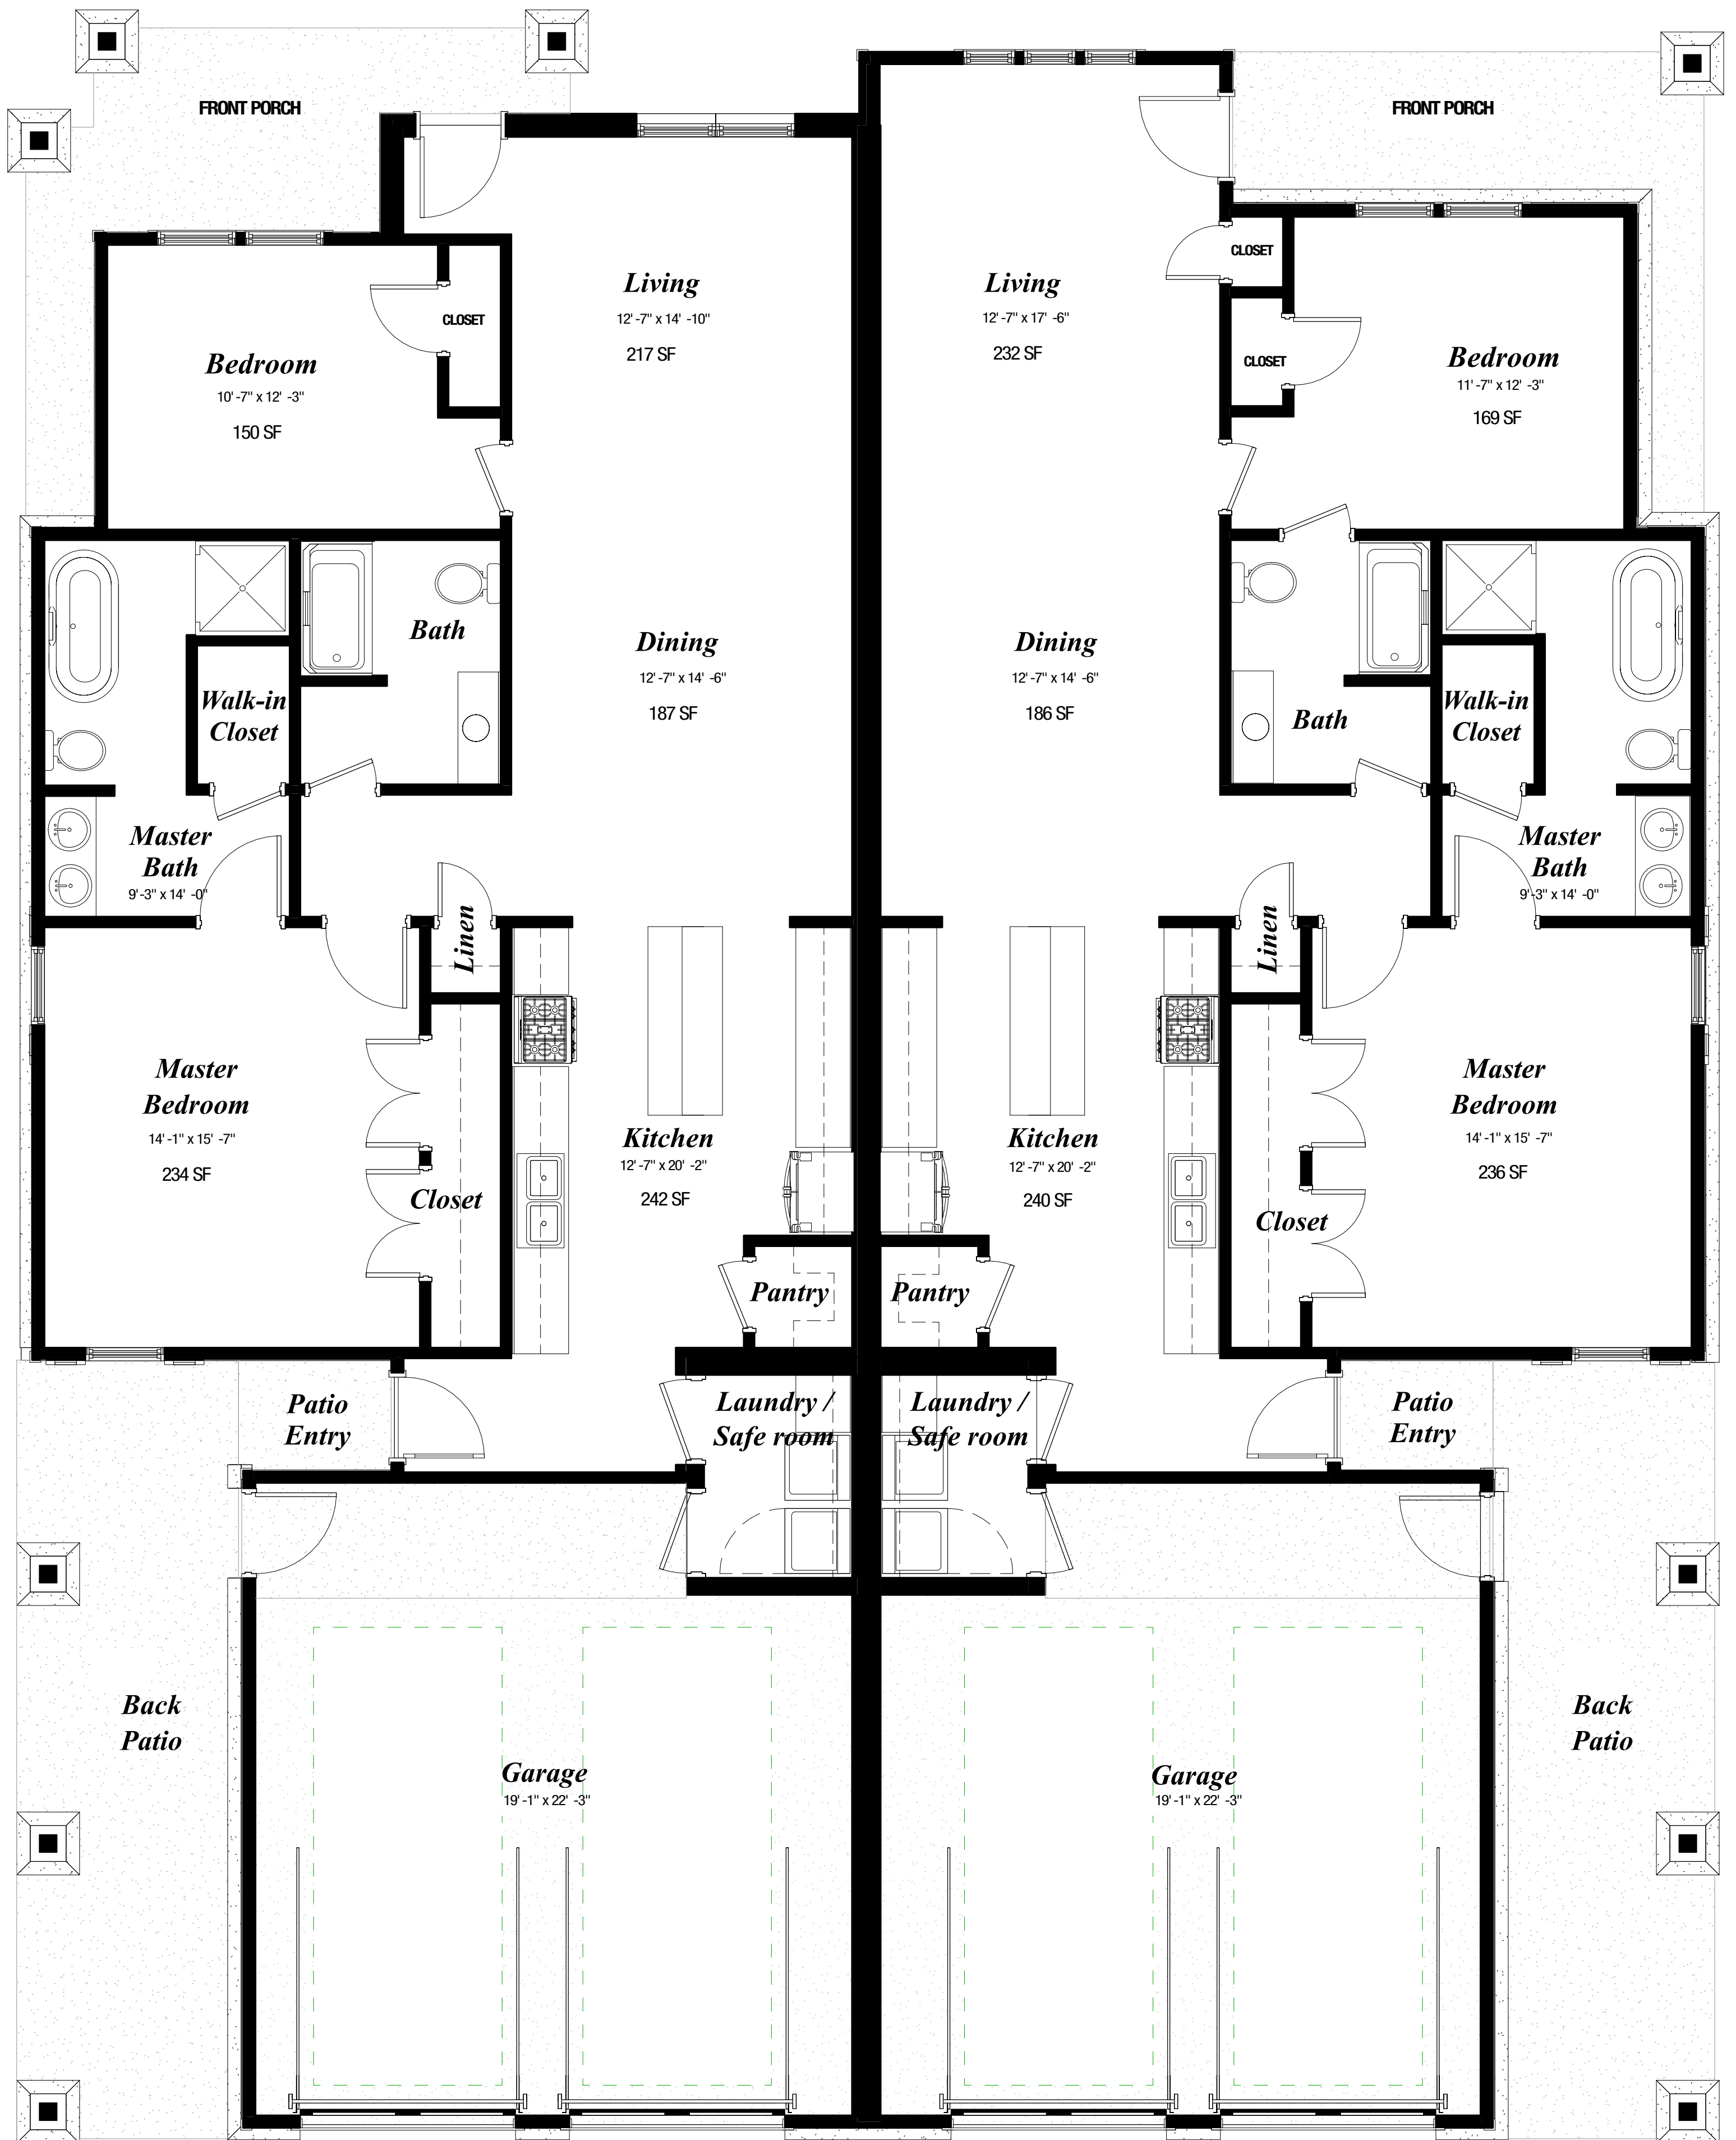 FRONT PORCH
FRONT PORCH
CLOSET
Living
12'-7" x 14'-10"
217 SF
Living
12'-7" x 17'-6"
232 SF
CLOSET
CLOSET
Bedroom
10'-7" x 12'-3"
150 SF
Bedroom
11'-7" x 12'-3"
169 SF
Bath
Dining
12'-7" x 14'-6"
187 SF
Dining
12'-7" x 14'-6"
186 SF
Bath
Walk-in
Closet
Walk-in
Closet
Master
Bath
9'-3" x 14'-0"
Master
Bath
9'-3" x 14'-0"
Linen
Linen
Master
Bedroom
14'-1" x 15'-7"
234 SF
Closet
Kitchen
12'-7" x 20'-2"
242 SF
Kitchen
12'-7" x 20'-2"
240 SF
Closet
Master
Bedroom
14'-1" x 15'-7"
236 SF
Pantry
Pantry
Patio
Entry
Laundry /
Safe room
Laundry /
Safe room
Patio
Entry
Back
Patio
Garage
19'-1" x 22'-3"
Garage
19'-1" x 22'-3"
Back
Patio